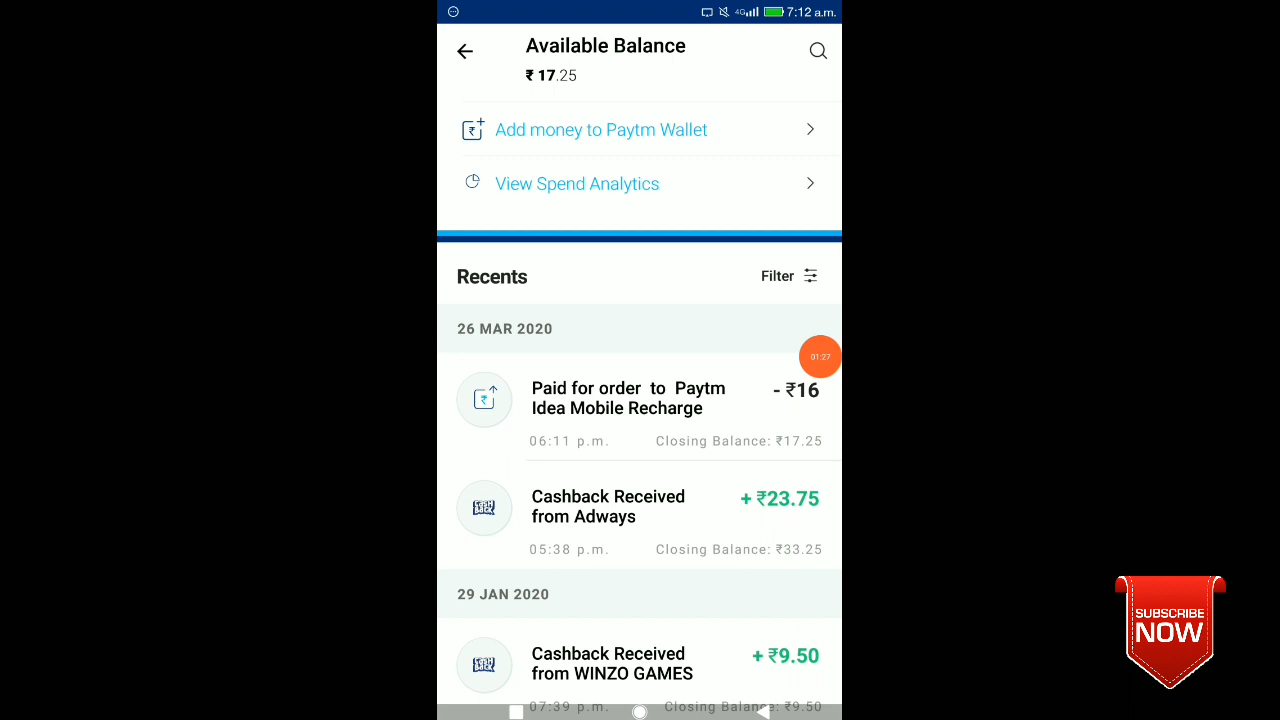 4G 7:12 a.m.
Available Balance
₹ 17.25
Add money to Paytm Wallet
View Spend Analytics
Recents
Filter
26 MAR 2020
01:27
Paid for order to Paytm - ₹16
Idea Mobile Recharge
06:11 p.m. Closing Balance: ₹17.25
Cashback Received + ₹23.75
from Adways
05:38 p.m. Closing Balance: ₹33.25
29 JAN 2020
Cashback Received + ₹9.50
from WINZO GAMES
07:39 p.m. Closing Balance: ₹9.50
SUBSCRIBE
NOW